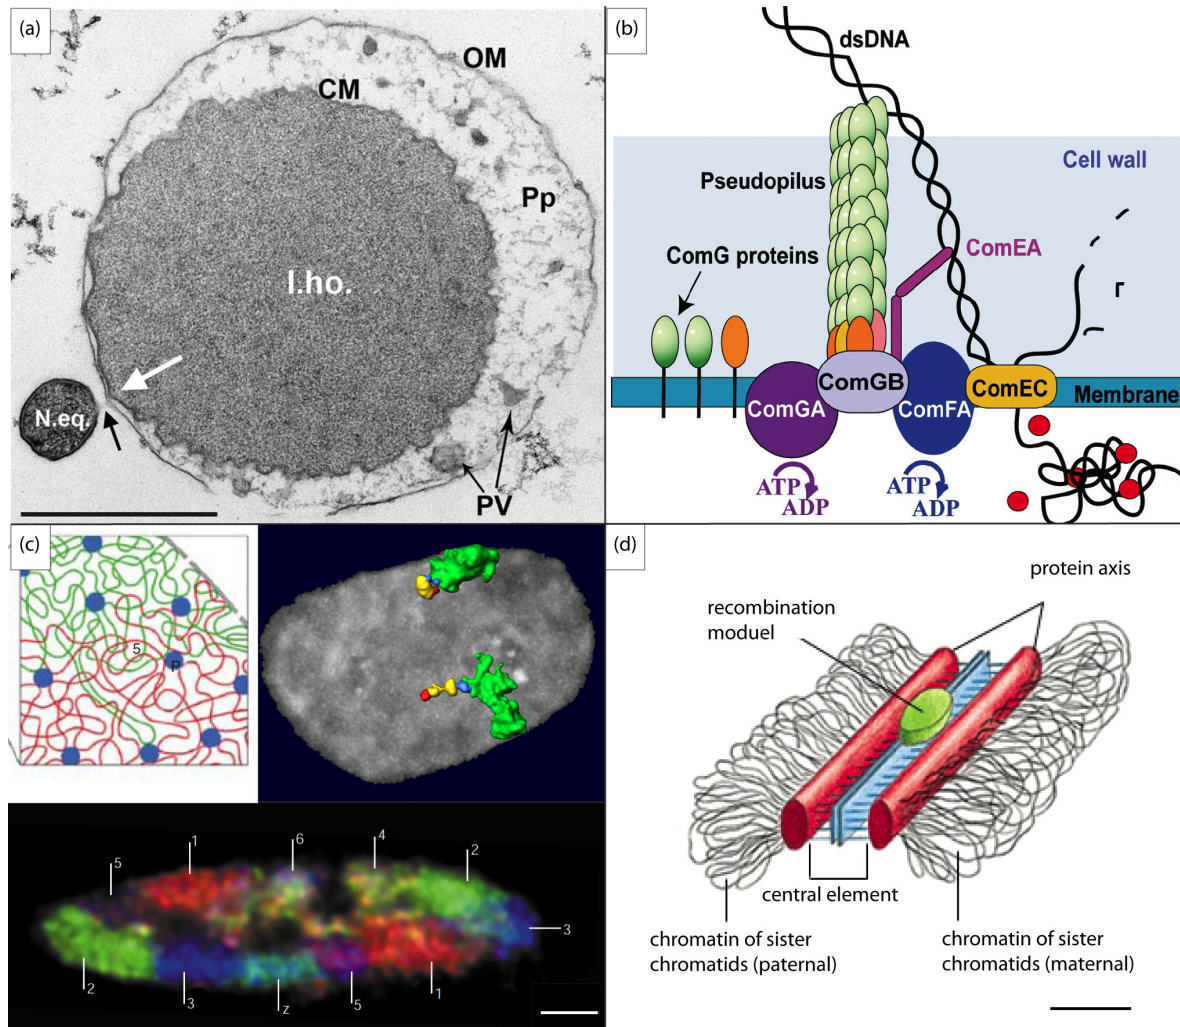 (a)
OM
CM
Pp
I.ho.
N.eq.
PV
(b)
dsDNA
Cell wall
Pseudopilus
ComEA
ComG proteins
ComGB
ComEC
ComGA
ComFA
Membrane
ATP
ADP
ATP
ADP
(c)
5
P
1
6
4
2
5
3
2
3
z
5
1
(d)
protein axis
recombination
moduel
central element
chromatin of sister
chromatids (paternal)
chromatin of sister
chromatids (maternal)